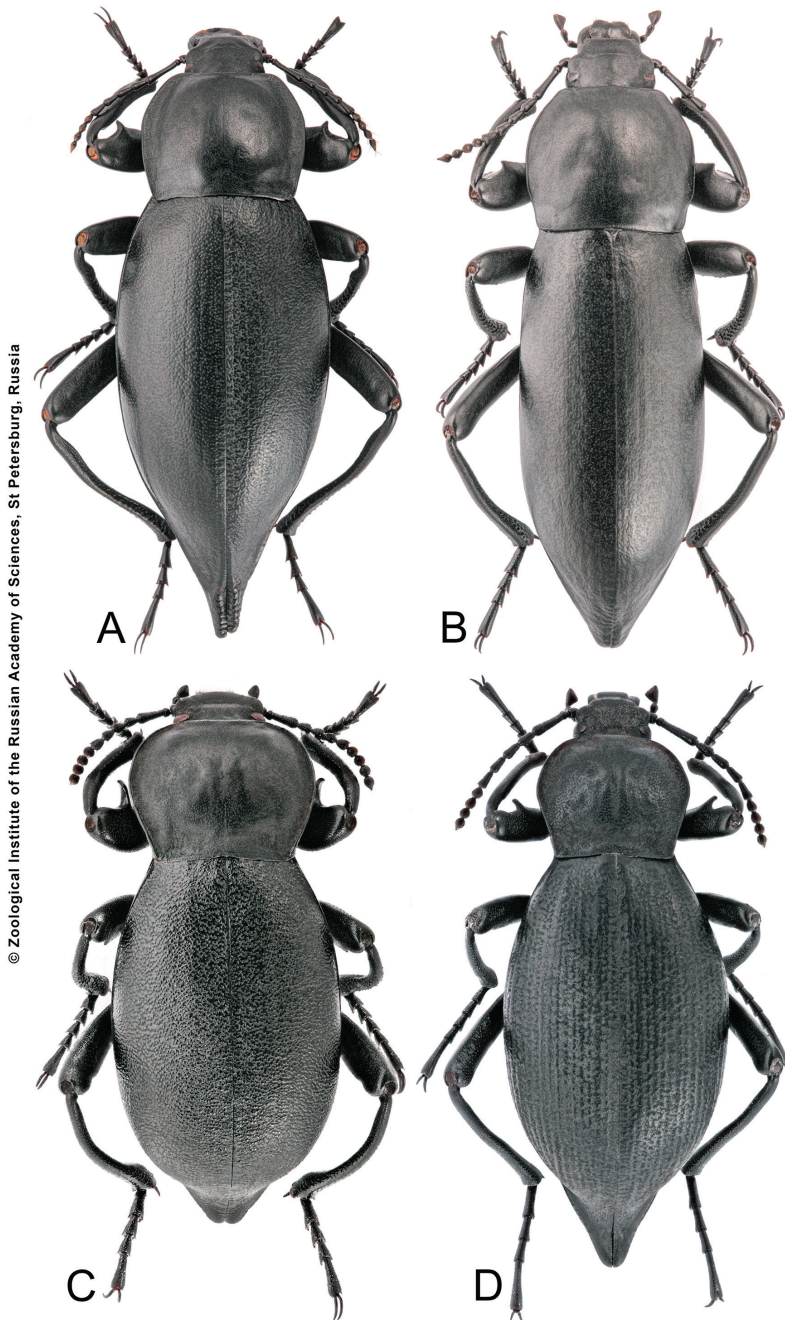 © Zoological Institute of the Russian Academy of Sciences, St Petersburg, Russia
A
B
C
D